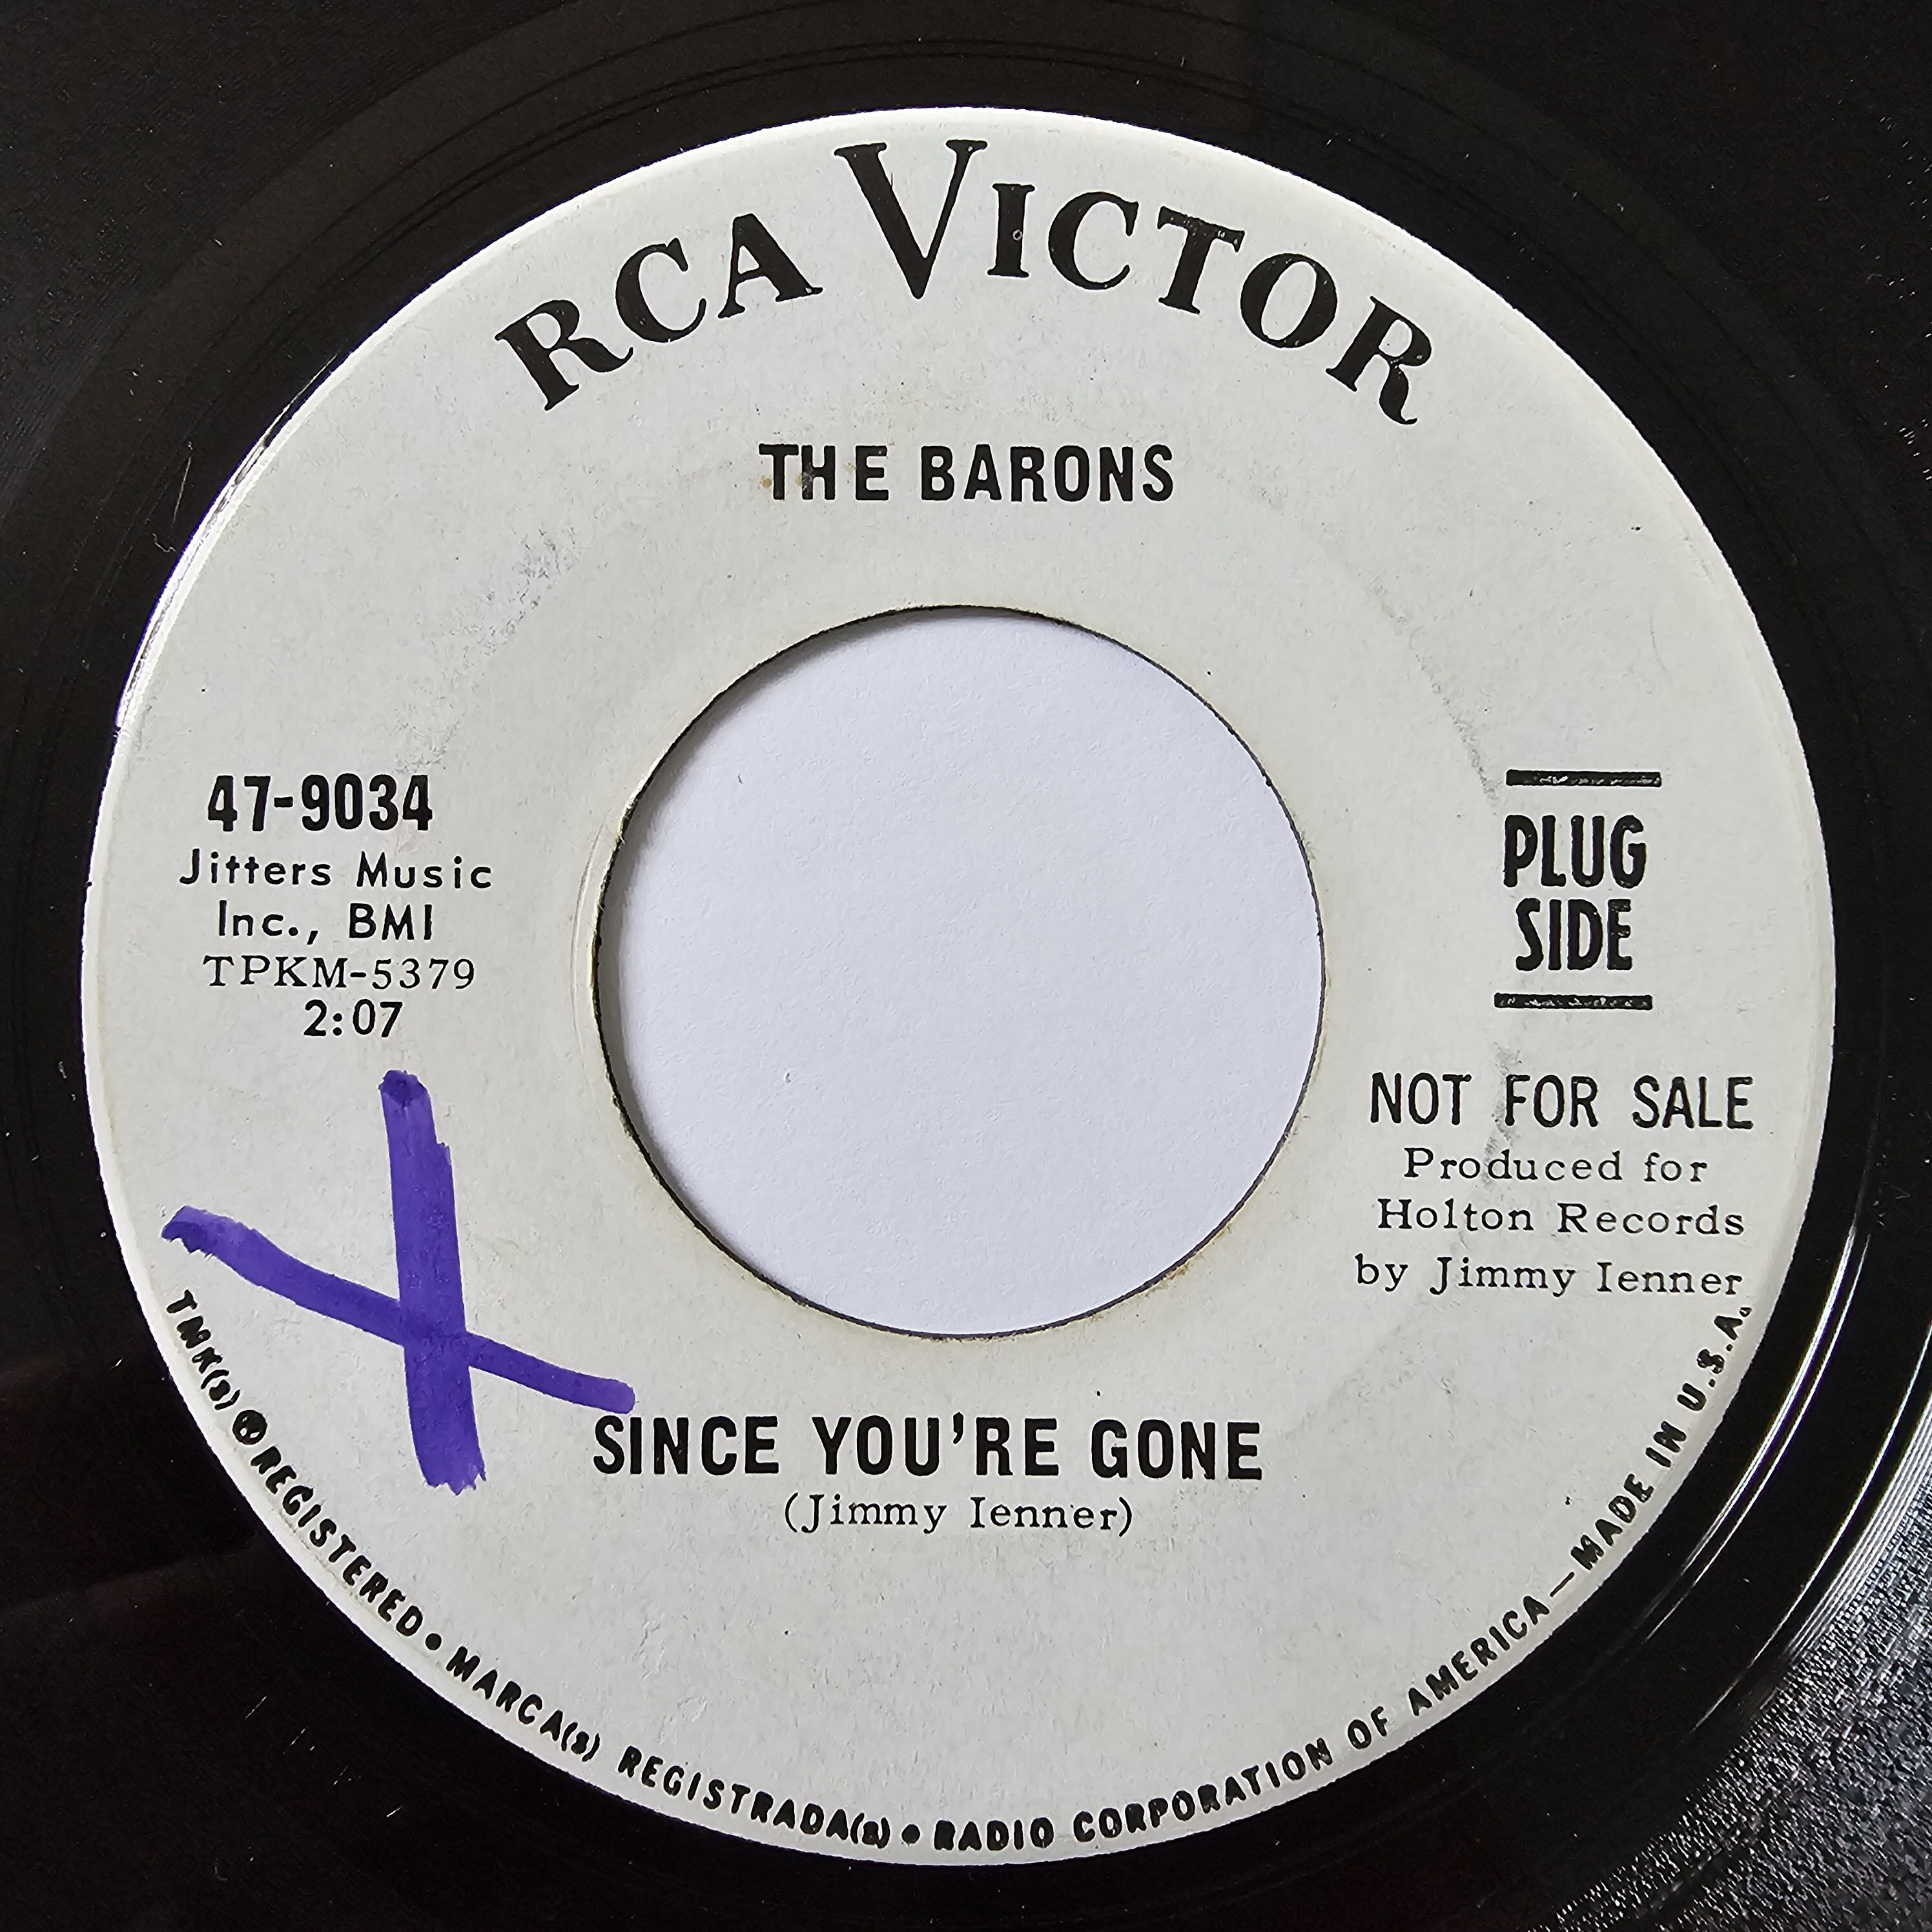 RCA VICTOR
THE BARONS
47-9034
Jitters Music
Inc., BMI
TPKM-5379
2:07
PLUG
SIDE
NOT FOR SALE
Produced for
Holton Records
by Jimmy Ienner
SINCE YOU'RE GONE
(Jimmy Ienner)
TMK(s) ® REGISTERED • MARCA(s) REGISTRADA(s) • RADIO CORPORATION OF AMERICA—MADE IN U.S.A.